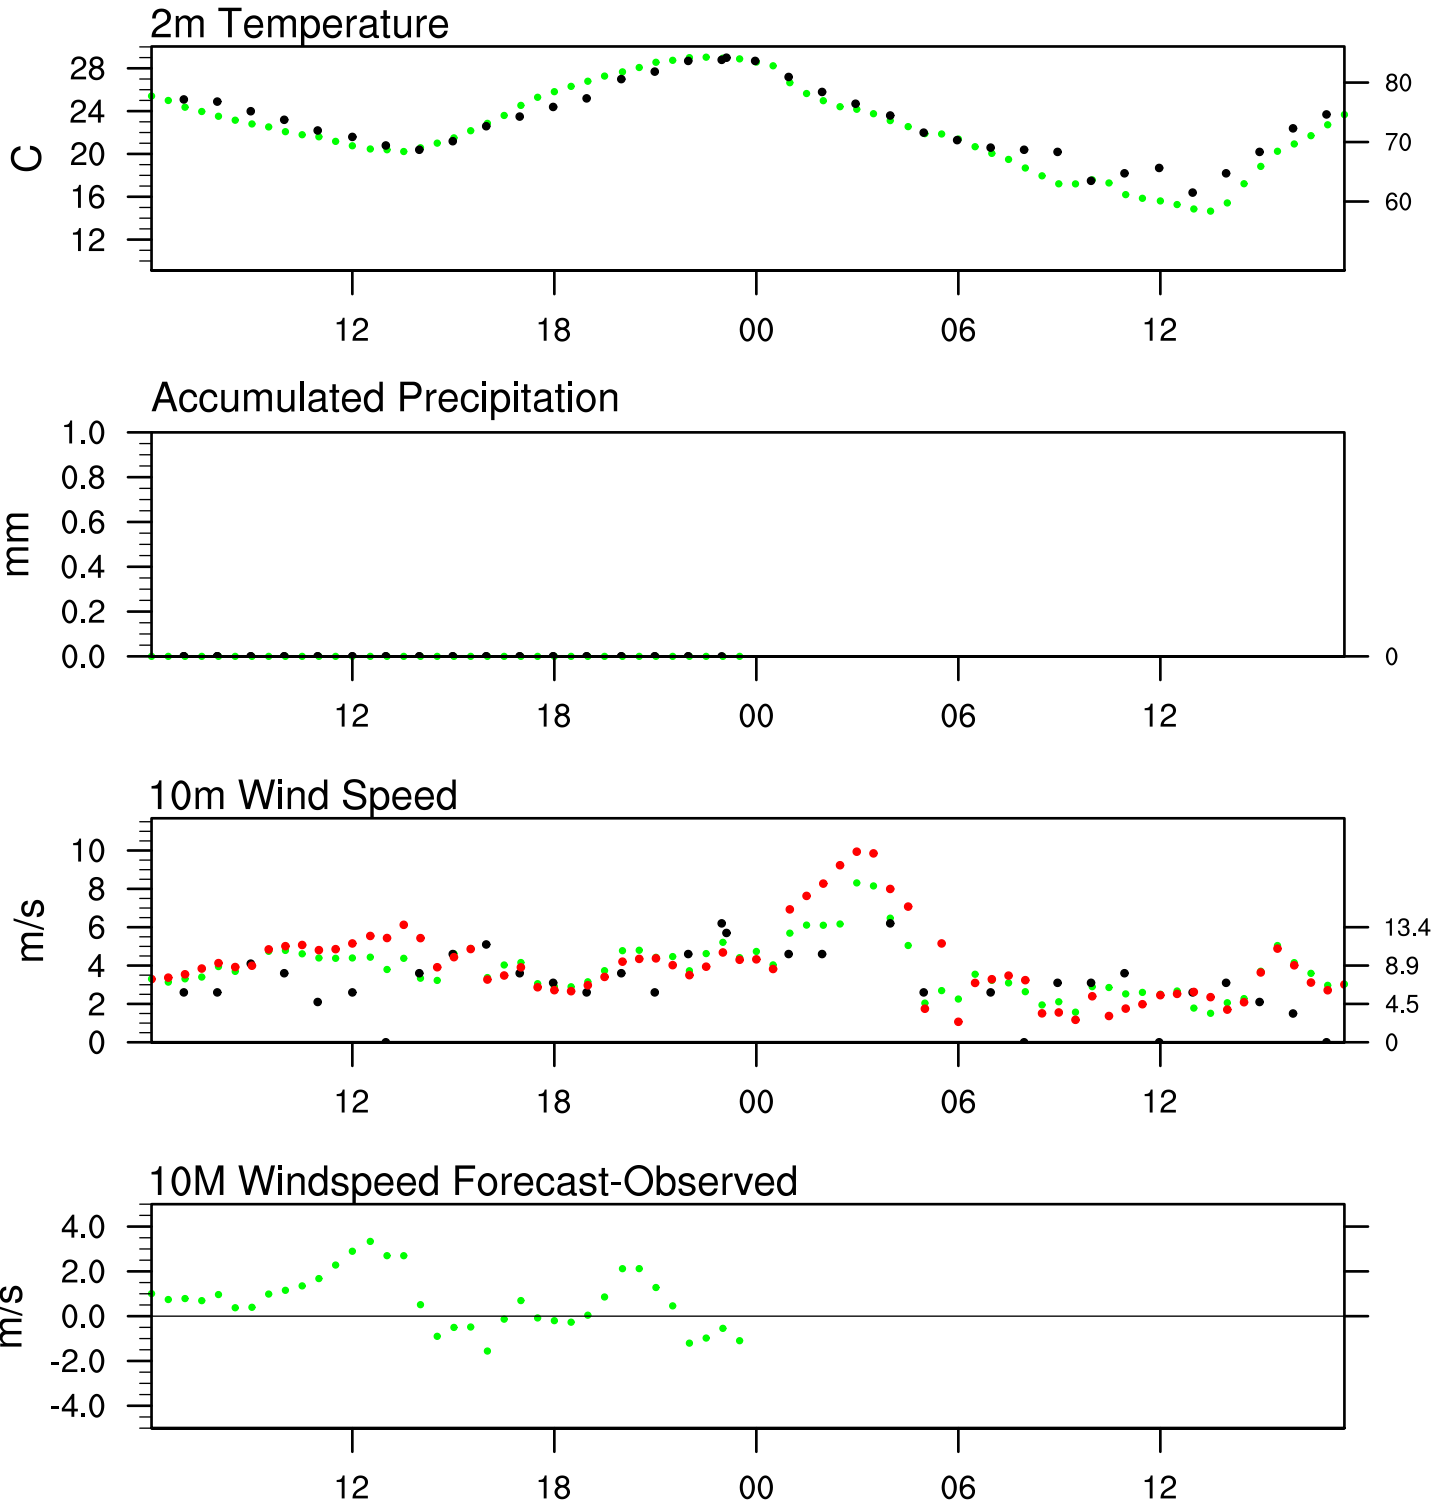 2m Temperature
C
28
24
20
16
12
80
70
60
12 18 00 06 12
Accumulated Precipitation
mm
1.0
0.8
0.6
0.4
0.2
0.0
0
12 18 00 06 12
10m Wind Speed
m/s
10
8
6
4
2
0
13.4
8.9
4.5
0
12 18 00 06 12
10M Windspeed Forecast-Observed
m/s
4.0
2.0
0.0
-2.0
-4.0
12 18 00 06 12